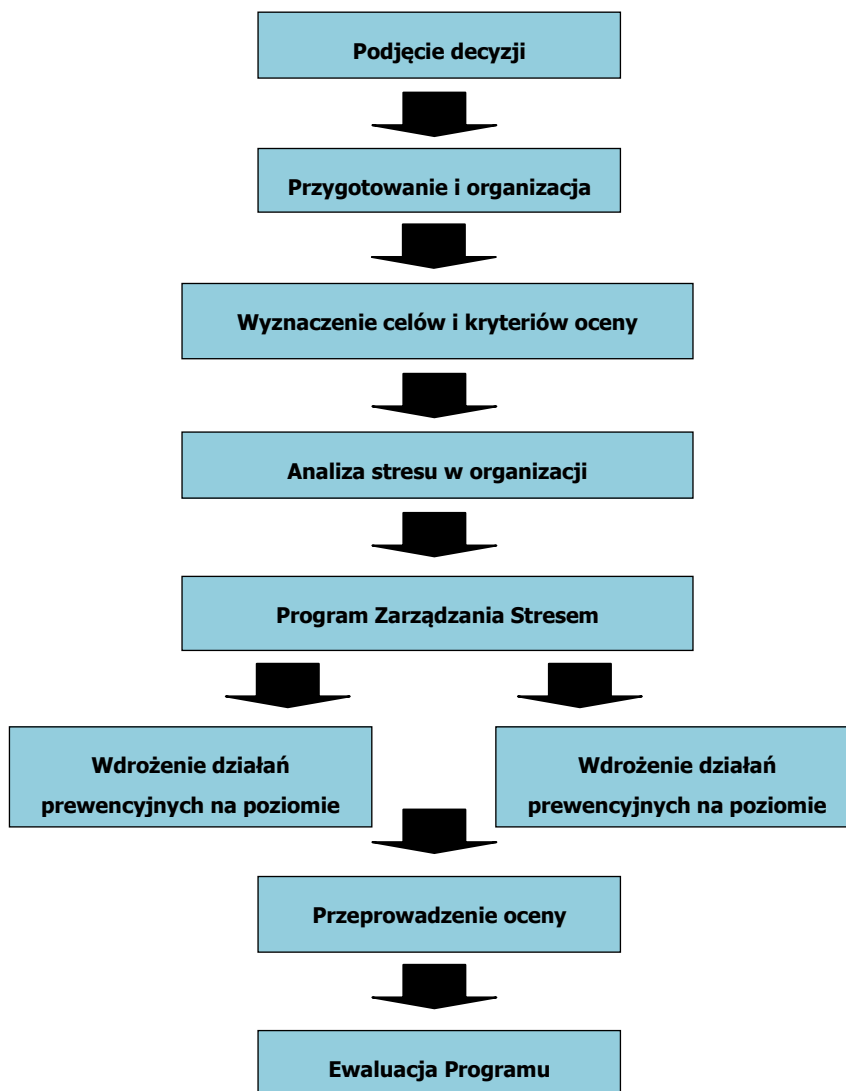 Podjęcie decyzji
Przygotowanie i organizacja
Wyznaczenie celów i kryteriów oceny
Analiza stresu w organizacji
Program Zarządzania Stresem
Wdrożenie działań
prewencyjnych na poziomie
Wdrożenie działań
prewencyjnych na poziomie
Przeprowadzenie oceny
Ewaluacja Programu